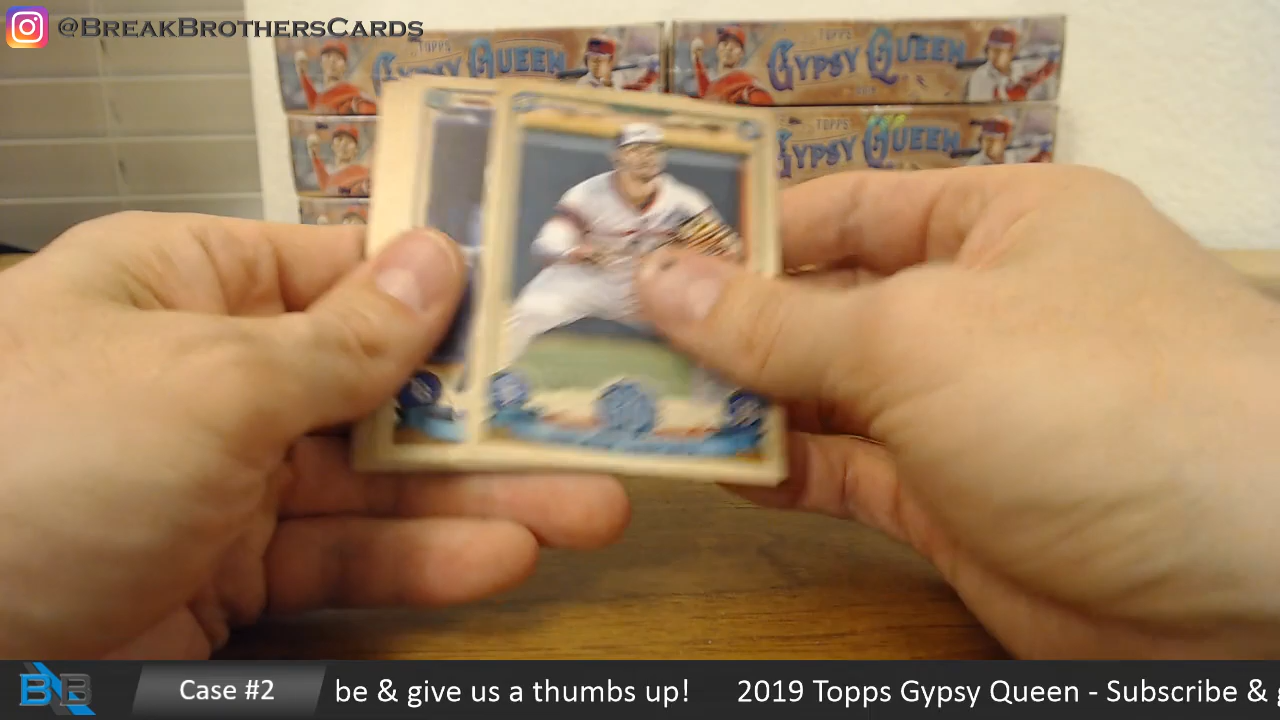 @BreakBrothersCards
TOPPS
Gypsy Queen
TOPPS
Gypsy Queen
TOPPS
Gypsy Queen
BNB
Case #2
be & give us a thumbs up!
2019 Topps Gypsy Queen - Subscribe &